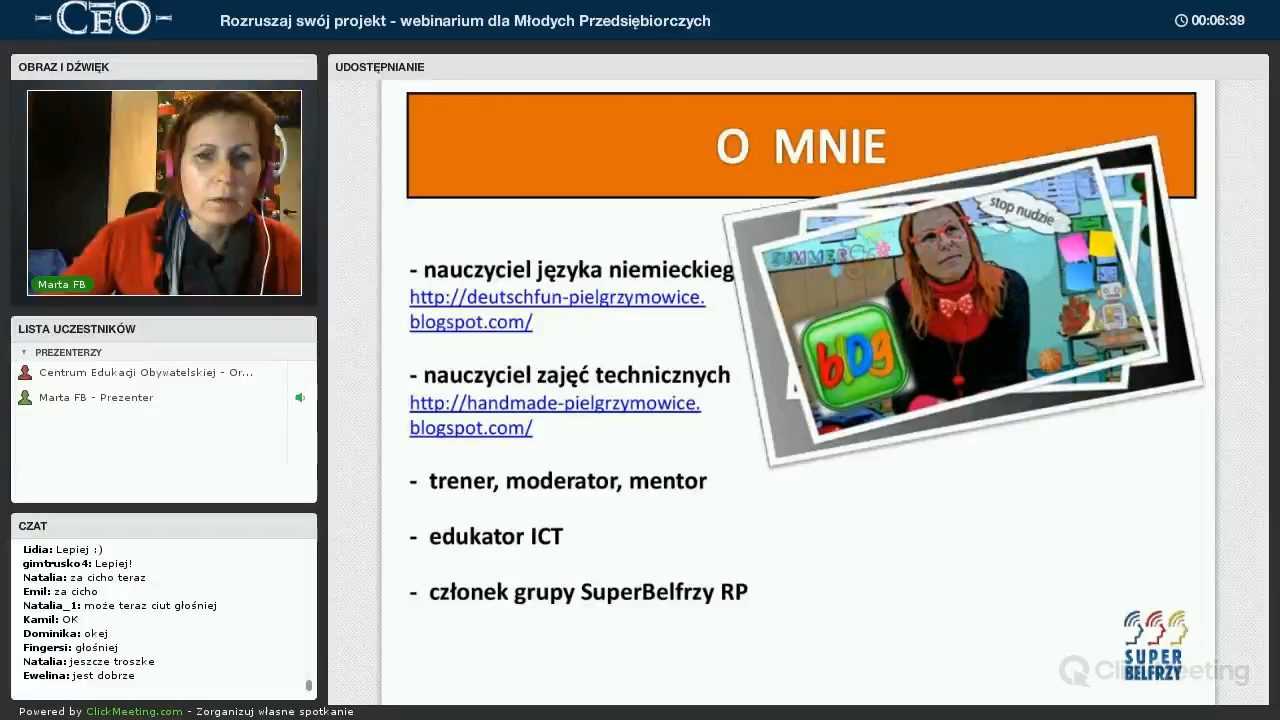 CEO
Rozruszaj swój projekt - webinarium dla Młodych Przedsiębiorczych
00:06:39
OBRAZ I DŹWIĘK
Marta FB
LISTA UCZESTNIKÓW
PREZENTERZY
Centrum Edukacji Obywatelskiej - Or...
Marta FB - Prezenter
CZAT
Lidia: Lepiej :)
gimtrusko4: Lepiej!
Natalia: za cicho teraz
Emil: za cicho
Natalia_1: może teraz ciut głośniej
Kamil: OK
Dominika: okej
Fingersi: głośniej
Natalia: jeszcze troszke
Ewelina: jest dobrze
Powered by ClickMeeting.com - Zorganizuj własne spotkanie
UDOSTĘPNIANIE
O MNIE
stop nudzie
SUMMER
blog
- nauczyciel języka niemieckieg
http://deutschfun-pielgrzymowice.
blogspot.com/
- nauczyciel zajęć technicznych
http://handmade-pielgrzymowice.
blogspot.com/
- trener, moderator, mentor
- edukator ICT
- członek grupy SuperBelfrzy RP
SUPER
BELFRZY
ClickMeeting